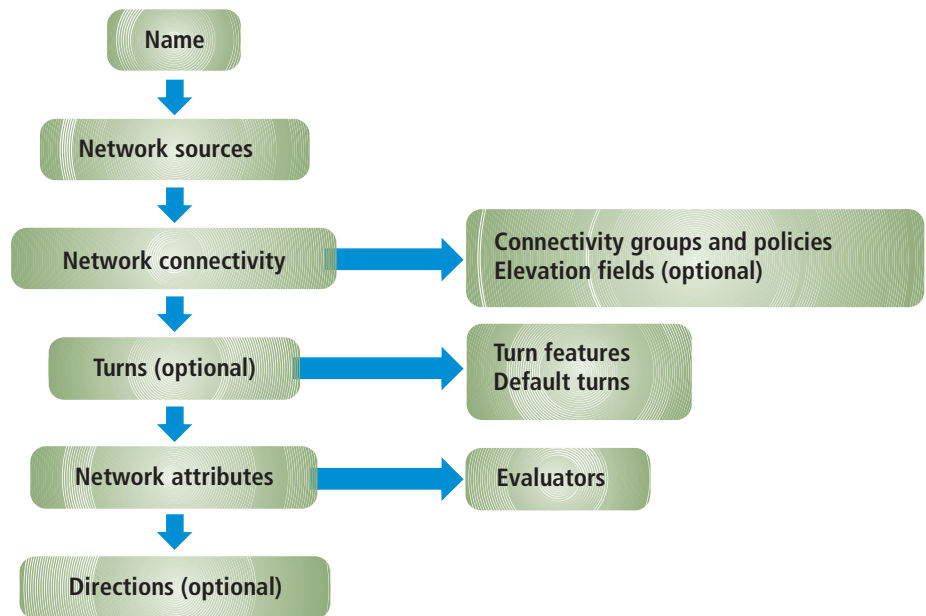 Name
Network sources
Network connectivity
Connectivity groups and policies
Elevation fields (optional)
Turns (optional)
Turn features
Default turns
Network attributes
Evaluators
Directions (optional)